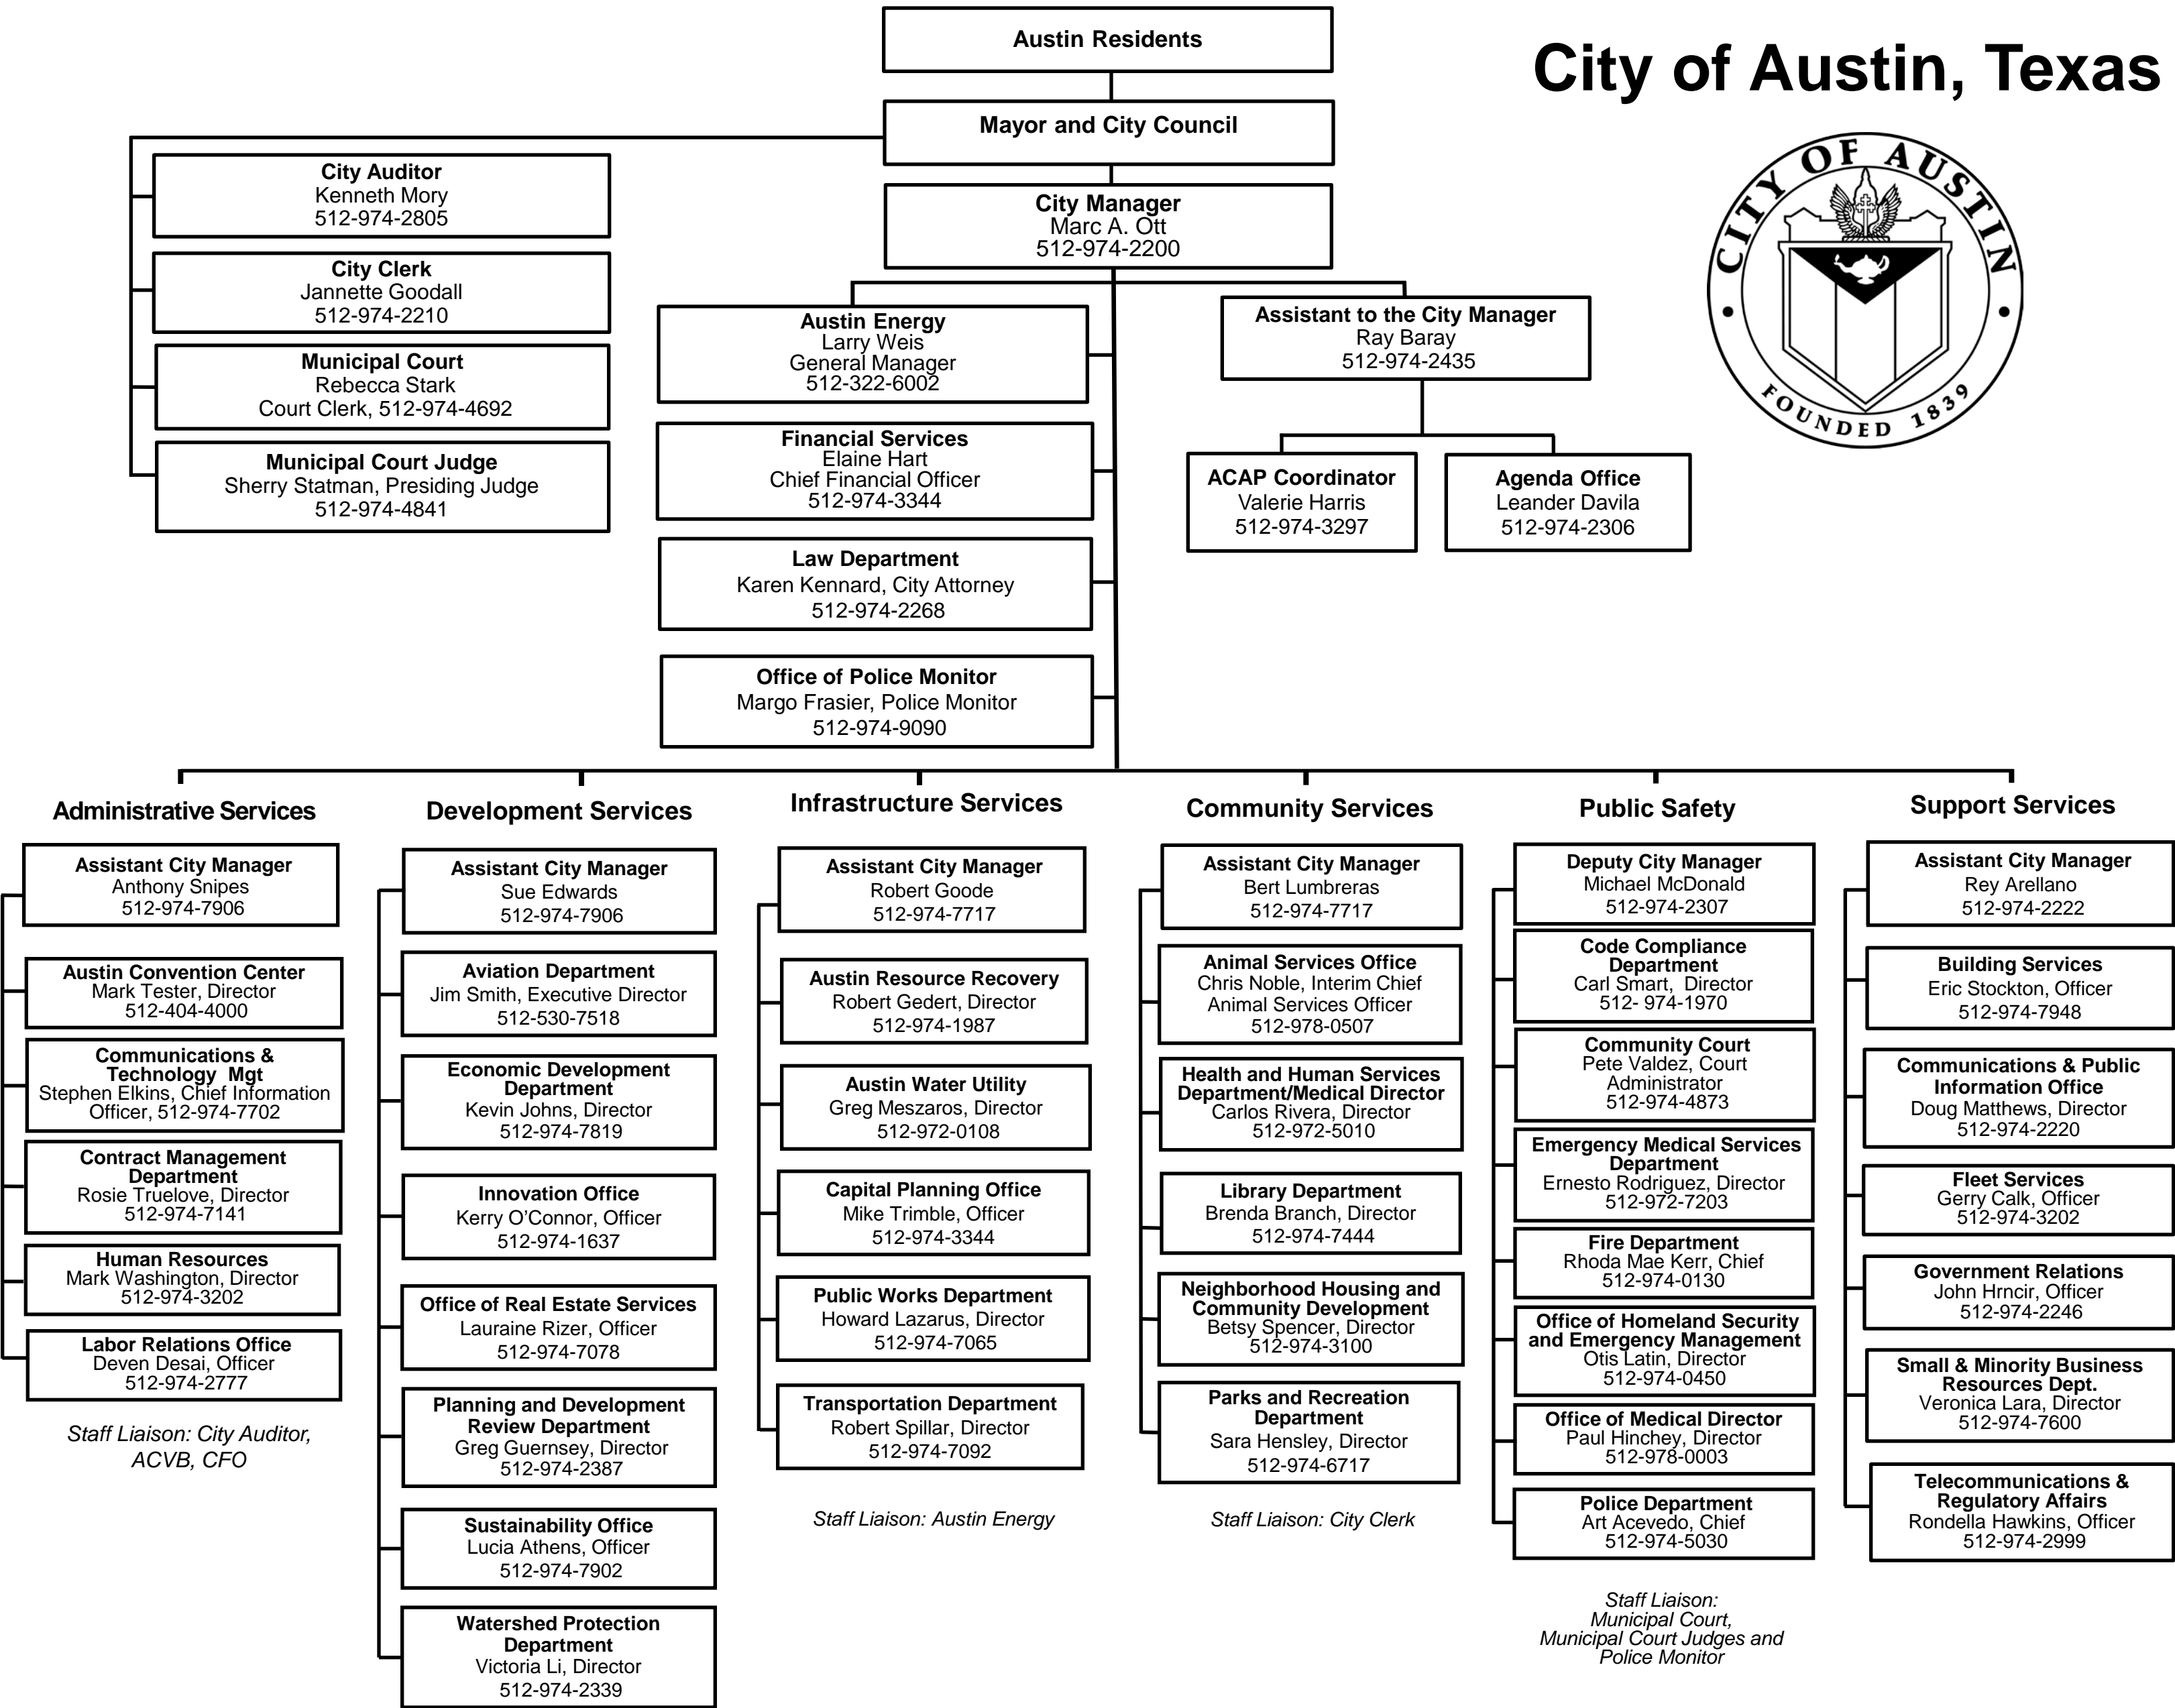 City of Austin, Texas
CITY OF AUSTIN
FOUNDED 1839
Austin Residents
Mayor and City Council
City Manager
Marc A. Ott
512-974-2200
City Auditor
Kenneth Mory
512-974-2805
City Clerk
Jannette Goodall
512-974-2210
Municipal Court
Rebecca Stark
Court Clerk, 512-974-4692
Municipal Court Judge
Sherry Statman, Presiding Judge
512-974-4841
Austin Energy
Larry Weis
General Manager
512-322-6002
Financial Services
Elaine Hart
Chief Financial Officer
512-974-3344
Law Department
Karen Kennard, City Attorney
512-974-2268
Office of Police Monitor
Margo Frasier, Police Monitor
512-974-9090
Assistant to the City Manager
Ray Baray
512-974-2435
ACAP Coordinator
Valerie Harris
512-974-3297
Agenda Office
Leander Davila
512-974-2306
Administrative Services
Assistant City Manager
Anthony Snipes
512-974-7906
Austin Convention Center
Mark Tester, Director
512-404-4000
Communications &
Technology Mgt
Stephen Elkins, Chief Information
Officer, 512-974-7702
Contract Management
Department
Rosie Truelove, Director
512-974-7141
Human Resources
Mark Washington, Director
512-974-3202
Labor Relations Office
Deven Desai, Officer
512-974-2777
Staff Liaison: City Auditor,
ACVB, CFO
Development Services
Assistant City Manager
Sue Edwards
512-974-7906
Aviation Department
Jim Smith, Executive Director
512-530-7518
Economic Development
Department
Kevin Johns, Director
512-974-7819
Innovation Office
Kerry O’Connor, Officer
512-974-1637
Office of Real Estate Services
Lauraine Rizer, Officer
512-974-7078
Planning and Development
Review Department
Greg Guernsey, Director
512-974-2387
Sustainability Office
Lucia Athens, Officer
512-974-7902
Watershed Protection
Department
Victoria Li, Director
512-974-2339
Infrastructure Services
Assistant City Manager
Robert Goode
512-974-7717
Austin Resource Recovery
Robert Gedert, Director
512-974-1987
Austin Water Utility
Greg Meszaros, Director
512-972-0108
Capital Planning Office
Mike Trimble, Officer
512-974-3344
Public Works Department
Howard Lazarus, Director
512-974-7065
Transportation Department
Robert Spillar, Director
512-974-7092
Staff Liaison: Austin Energy
Community Services
Assistant City Manager
Bert Lumbreras
512-974-7717
Animal Services Office
Chris Noble, Interim Chief
Animal Services Officer
512-978-0507
Health and Human Services
Department/Medical Director
Carlos Rivera, Director
512-972-5010
Library Department
Brenda Branch, Director
512-974-7444
Neighborhood Housing and
Community Development
Betsy Spencer, Director
512-974-3100
Parks and Recreation
Department
Sara Hensley, Director
512-974-6717
Staff Liaison: City Clerk
Public Safety
Deputy City Manager
Michael McDonald
512-974-2307
Code Compliance
Department
Carl Smart, Director
512- 974-1970
Community Court
Pete Valdez, Court
Administrator
512-974-4873
Emergency Medical Services
Department
Ernesto Rodriguez, Director
512-972-7203
Fire Department
Rhoda Mae Kerr, Chief
512-974-0130
Office of Homeland Security
and Emergency Management
Otis Latin, Director
512-974-0450
Office of Medical Director
Paul Hinchey, Director
512-978-0003
Police Department
Art Acevedo, Chief
512-974-5030
Staff Liaison:
Municipal Court,
Municipal Court Judges and
Police Monitor
Support Services
Assistant City Manager
Rey Arellano
512-974-2222
Building Services
Eric Stockton, Officer
512-974-7948
Communications & Public
Information Office
Doug Matthews, Director
512-974-2220
Fleet Services
Gerry Calk, Officer
512-974-3202
Government Relations
John Hrncir, Officer
512-974-2246
Small & Minority Business
Resources Dept.
Veronica Lara, Director
512-974-7600
Telecommunications &
Regulatory Affairs
Rondella Hawkins, Officer
512-974-2999